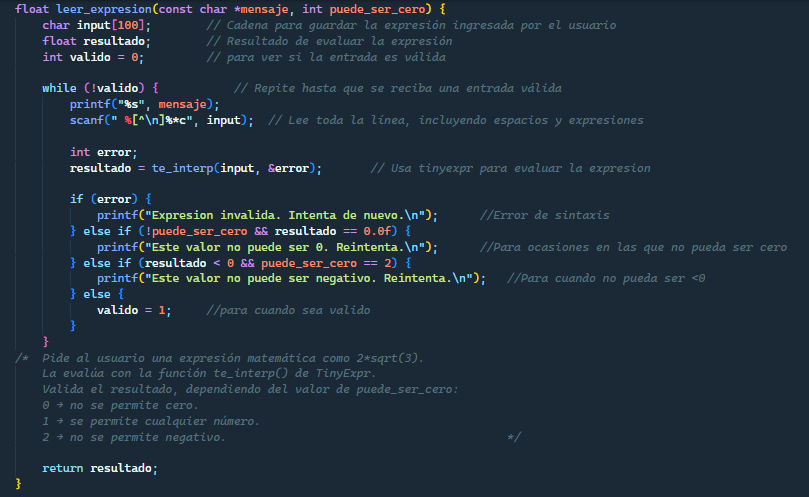 float leer_expresion(const char *mensaje, int puede_ser_cero) {
    char input[100];        // Cadena para guardar la expresión ingresada por el usuario
    float resultado;        // Resultado de evaluar la expresión
    int valido = 0;         // para ver si la entrada es válida
    while (!valido) {           // Repite hasta que se reciba una entrada válida
        printf("%s", mensaje);
        scanf(" %[^\n]%*c", input);  // Lee toda la línea, incluyendo espacios y expresiones
        int error;
        resultado = te_interp(input, &error);       // Usa tinyexpr para evaluar la expresion
        if (error) {
            printf("Expresion invalida. Intenta de nuevo.\n");      //Error de sintaxis
        } else if (!puede_ser_cero && resultado == 0.0f) {
            printf("Este valor no puede ser 0. Reintenta.\n");      //Para ocasiones en las que no pueda ser cero
        } else if (resultado < 0 && puede_ser_cero == 2) {
            printf("Este valor no puede ser negativo. Reintenta.\n");   //Para cuando no pueda ser <0
        } else {
            valido = 1;     //para cuando sea valido
        }
    }
/*  Pide al usuario una expresión matemática como 2*sqrt(3).
    La evalúa con la función te_interp() de TinyExpr.
    Valida el resultado, dependiendo del valor de puede_ser_cero:
    0 → no se permite cero.
    1 → se permite cualquier número.
    2 → no se permite negativo.                                         */
    return resultado;
}